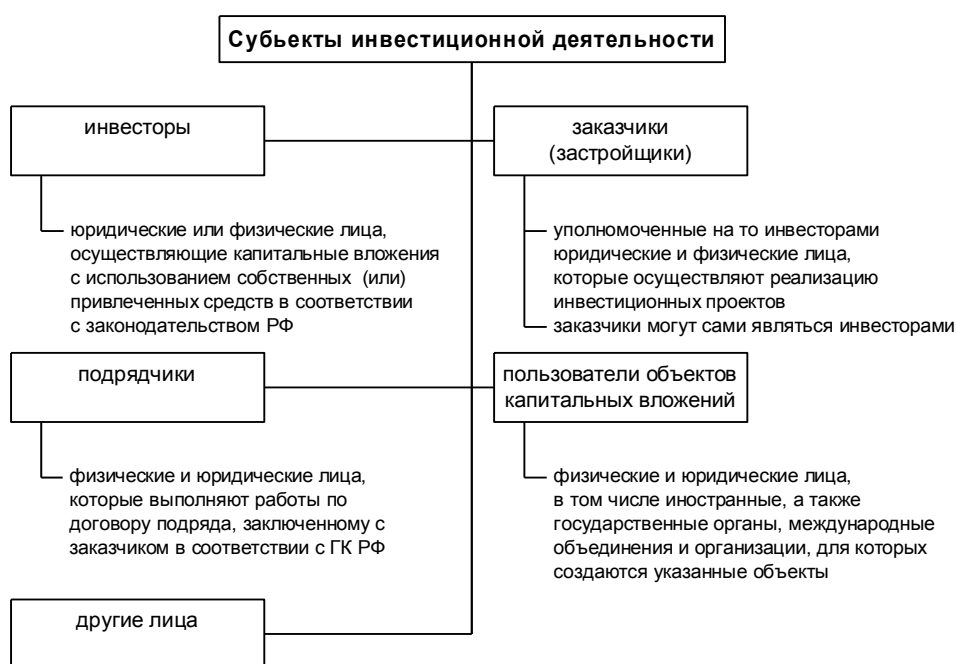 Субьекты инвестиционной деятельности
инвесторы
юридические или физические лица,
осуществляющие капитальные вложения
с использованием собственных (или)
привлеченных средств в соответствии
с законодательством РФ
заказчики
(застройщики)
уполномоченные на то инвесторами
юридические и физические лица,
которые осуществляют реализацию
инвестиционных проектов
заказчики могут сами являться инвесторами
подрядчики
физические и юридические лица,
которые выполняют работы по
договору подряда, заключенному с
заказчиком в соответствии с ГК РФ
пользователи объектов
капитальных вложений
физические и юридические лица,
в том числе иностранные, а также
государственные органы, международные
объединения и организации, для которых
создаются указанные объекты
другие лица